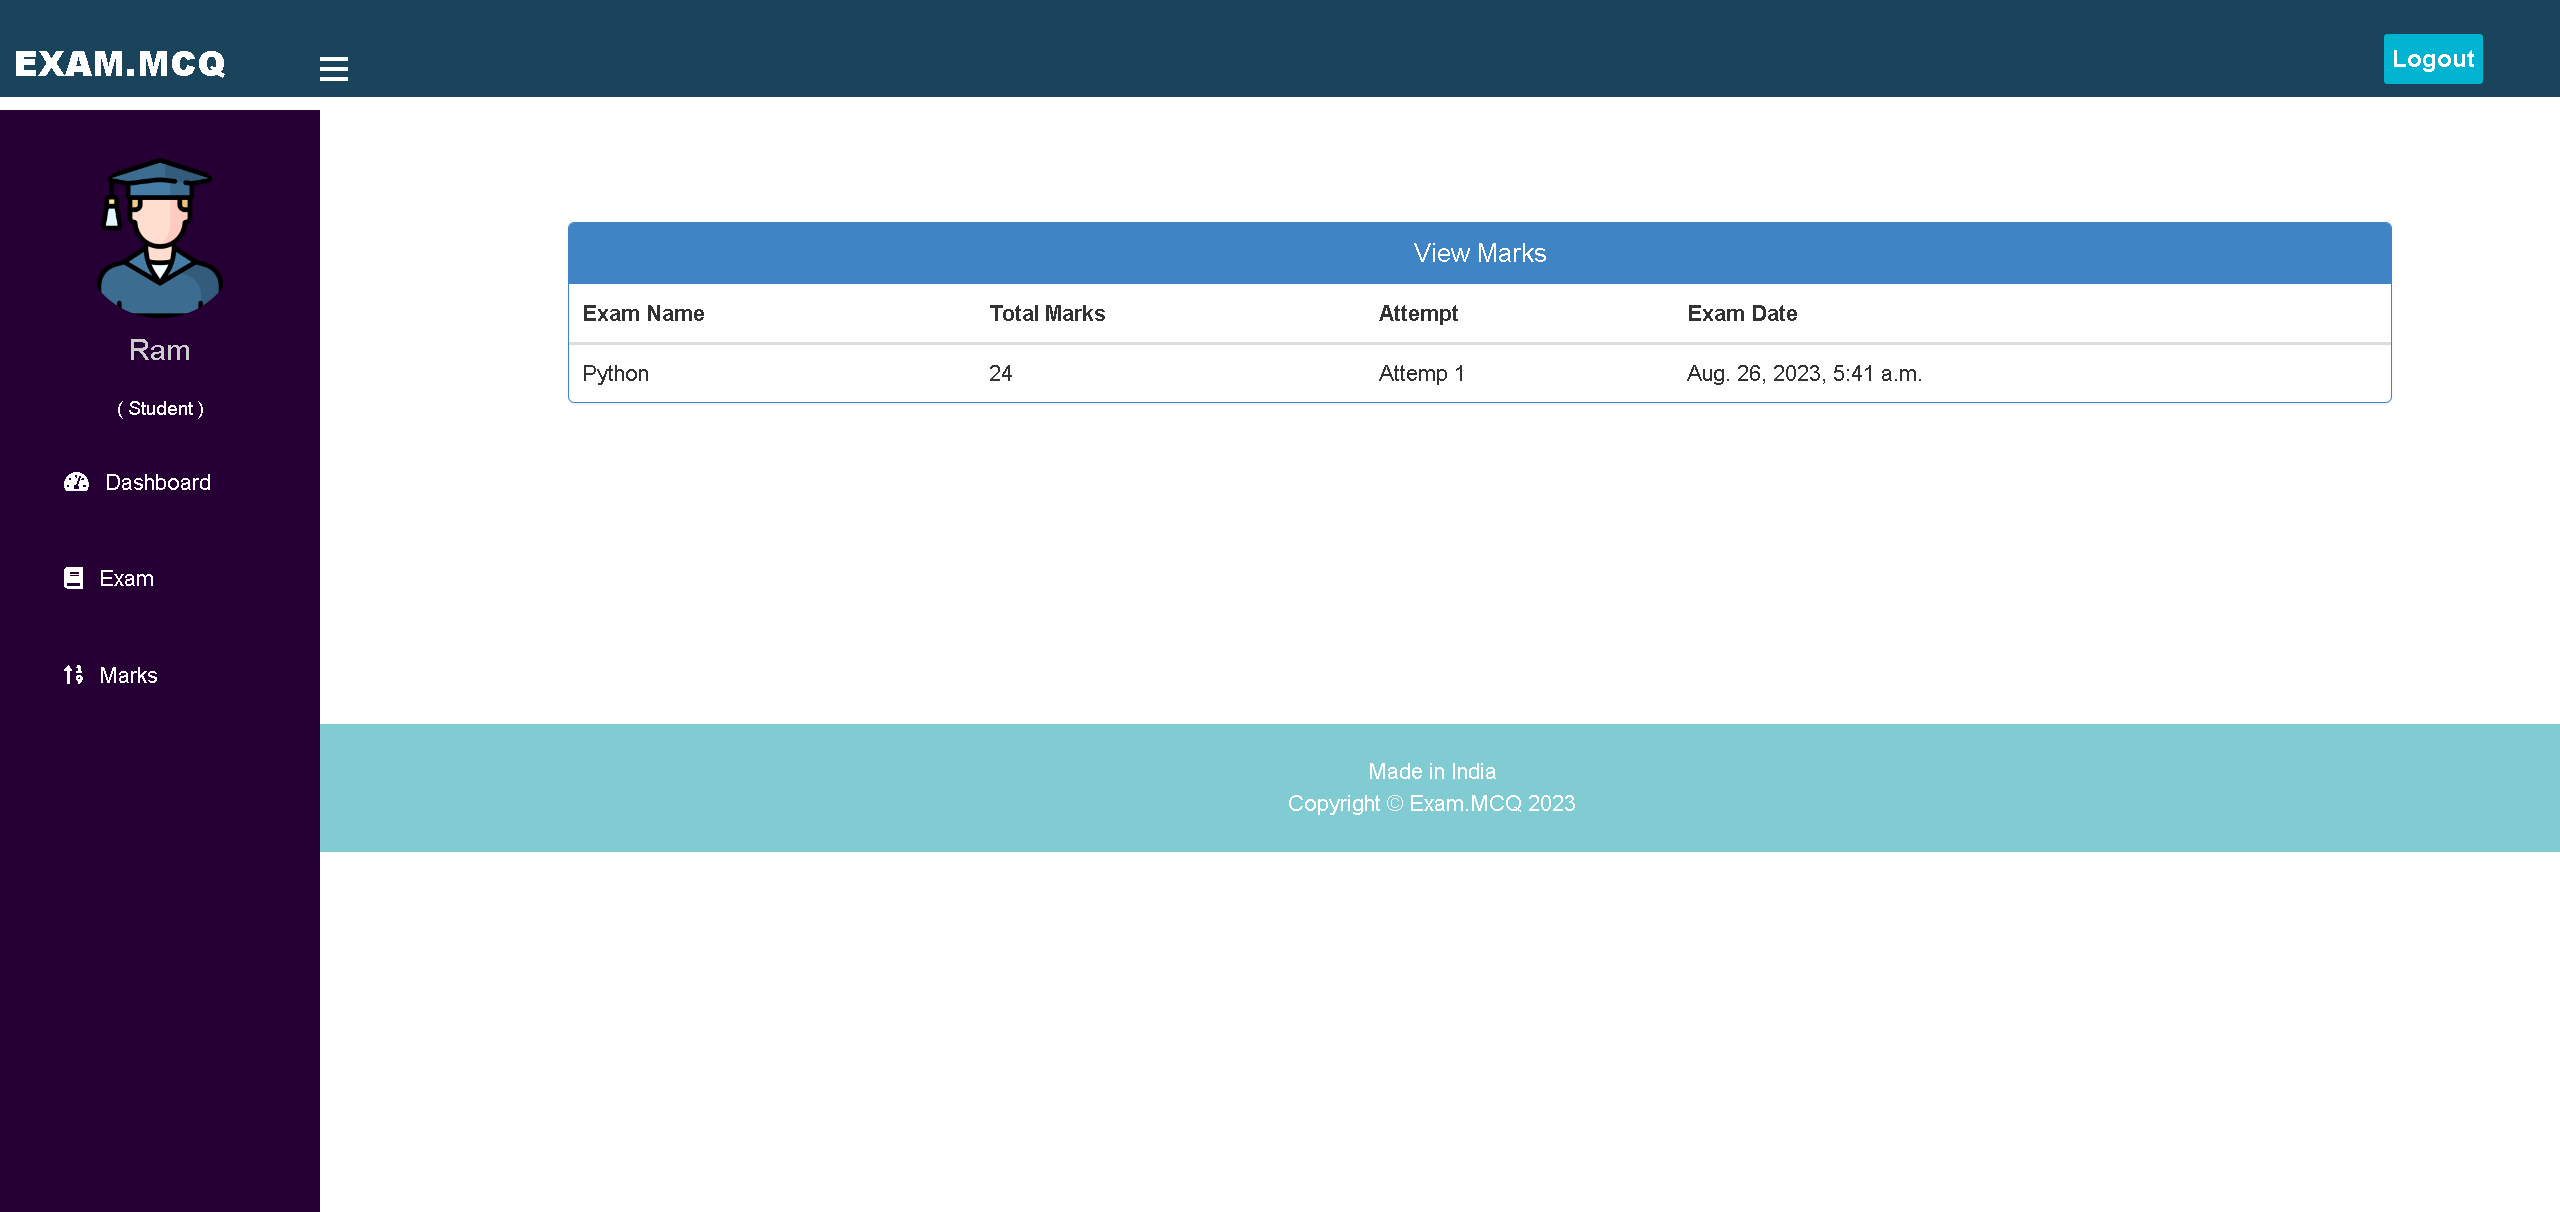 EXAM.MCQ
Logout
Ram
( Student )
Dashboard
Exam
Marks
View Marks
Exam Name Total Marks Attempt Exam Date
Python 24 Attemp 1 Aug. 26, 2023, 5:41 a.m.
Made in India
Copyright © Exam.MCQ 2023